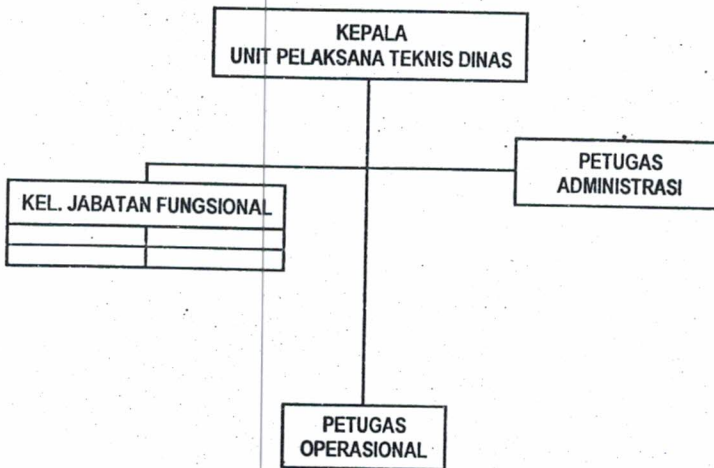 KEPALA
UNIT PELAKSANA TEKNIS DINAS
PETUGAS
ADMINISTRASI
KEL. JABATAN FUNGSIONAL
PETUGAS
OPERASIONAL